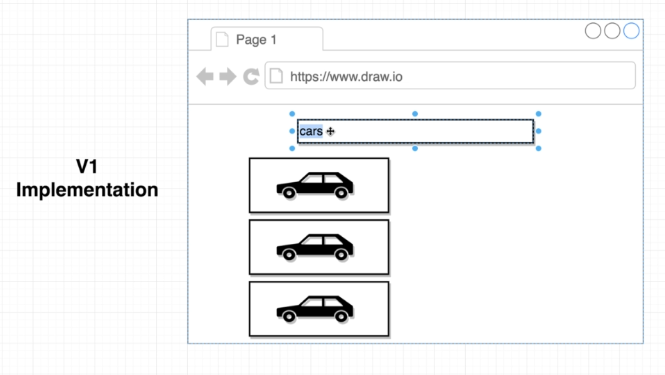 Page 1
https://www.draw.io
cars
V1
Implementation